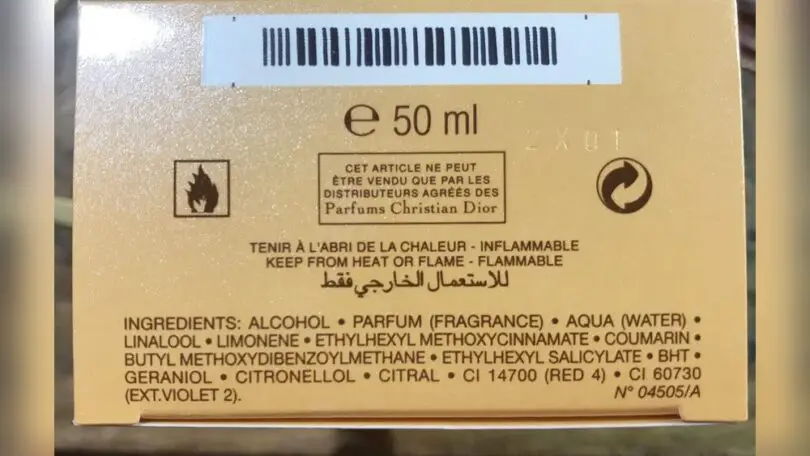 ℮ 50 ml
2X01
CET ARTICLE NE PEUT
ÊTRE VENDU QUE PAR LES
DISTRIBUTEURS AGRÉÉS DES
Parfums Christian Dior
TENIR À L'ABRI DE LA CHALEUR - INFLAMMABLE
KEEP FROM HEAT OR FLAME - FLAMMABLE
للاستعمال الخارجي فقط
INGREDIENTS: ALCOHOL • PARFUM (FRAGRANCE) • AQUA (WATER) •
LINALOOL • LIMONENE • ETHYLHEXYL METHOXYCINNAMATE • COUMARIN •
BUTYL METHOXYDIBENZOYLMETHANE • ETHYLHEXYL SALICYLATE • BHT •
GERANIOL • CITRONELLOL • CITRAL • CI 14700 (RED 4) • CI 60730
(EXT.VIOLET 2). N° 04505/A